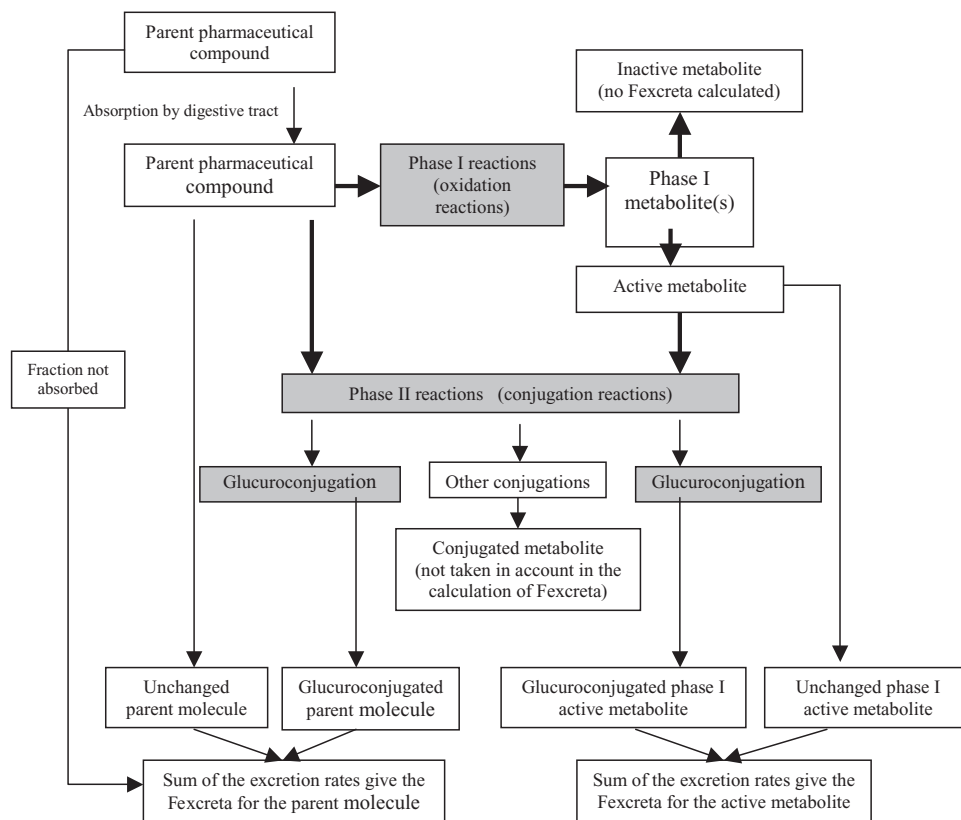 Parent pharmaceutical
compound
Absorption by digestive tract
Inactive metabolite
(no Fexcreta calculated)
Parent pharmaceutical
compound
Phase I reactions
(oxidation
reactions)
Phase I
metabolite(s)
Active metabolite
Fraction not
absorbed
Phase II reactions (conjugation reactions)
Glucuroconjugation
Other conjugations
Glucuroconjugation
Conjugated metabolite
(not taken in account in the
calculation of Fexcreta)
Unchanged
parent molecule
Glucuroconjugated
parent molecule
Glucuroconjugated phase I
active metabolite
Unchanged phase I
active metabolite
Sum of the excretion rates give the
Fexcreta for the parent molecule
Sum of the excretion rates give the
Fexcreta for the active metabolite